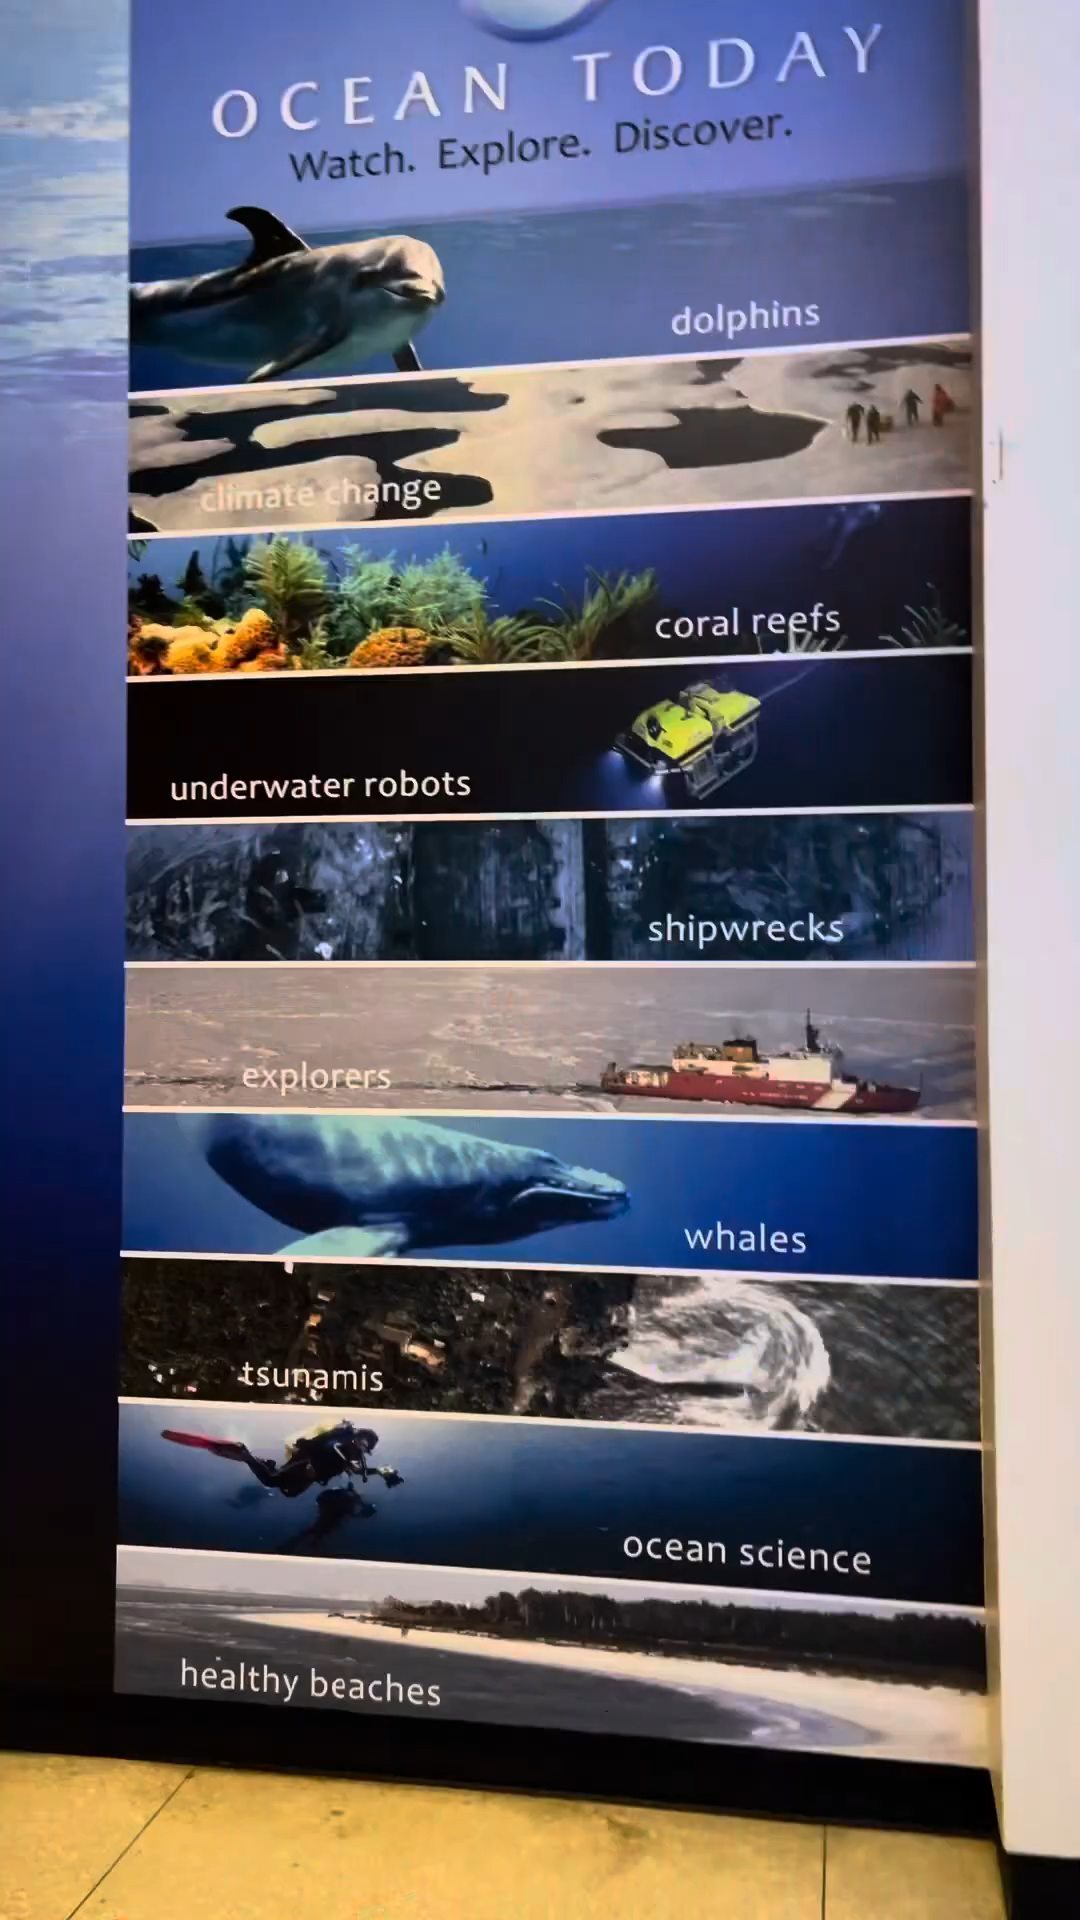 OCEAN TODAY
Watch. Explore. Discover.
dolphins
climate change
coral reefs
underwater robots
shipwrecks
explorers
whales
tsunamis
ocean science
healthy beaches